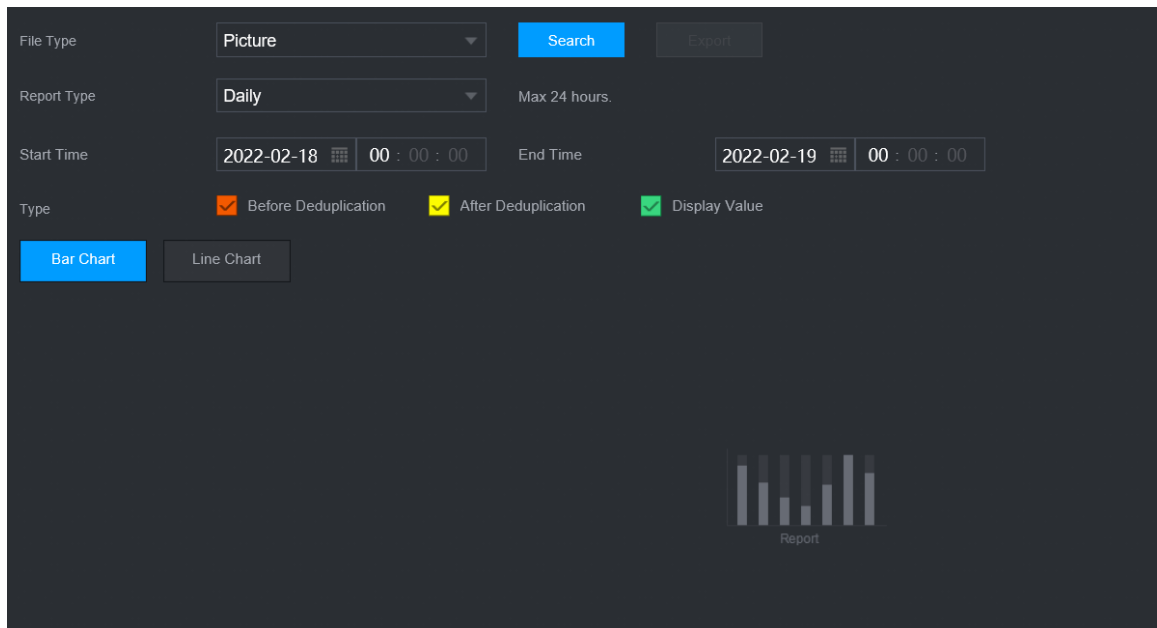 File Type Picture Search Export
Report Type Daily Max 24 hours.
Start Time 2022-02-18 00 : 00 : 00 End Time 2022-02-19 00 : 00 : 00
Type Before Deduplication After Deduplication Display Value
Bar Chart Line Chart
Report